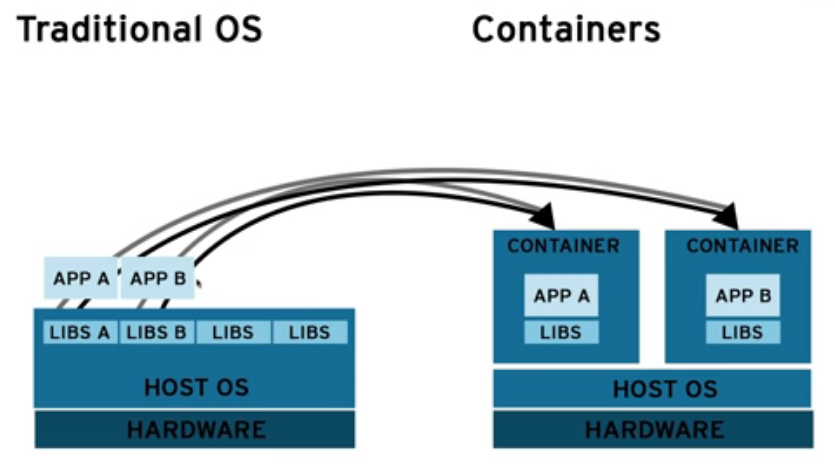 Traditional OS
Containers
APP A
APP B
LIBS A
LIBS B
LIBS
LIBS
HOST OS
HARDWARE
CONTAINER
APP A
LIBS
CONTAINER
APP B
LIBS
HOST OS
HARDWARE